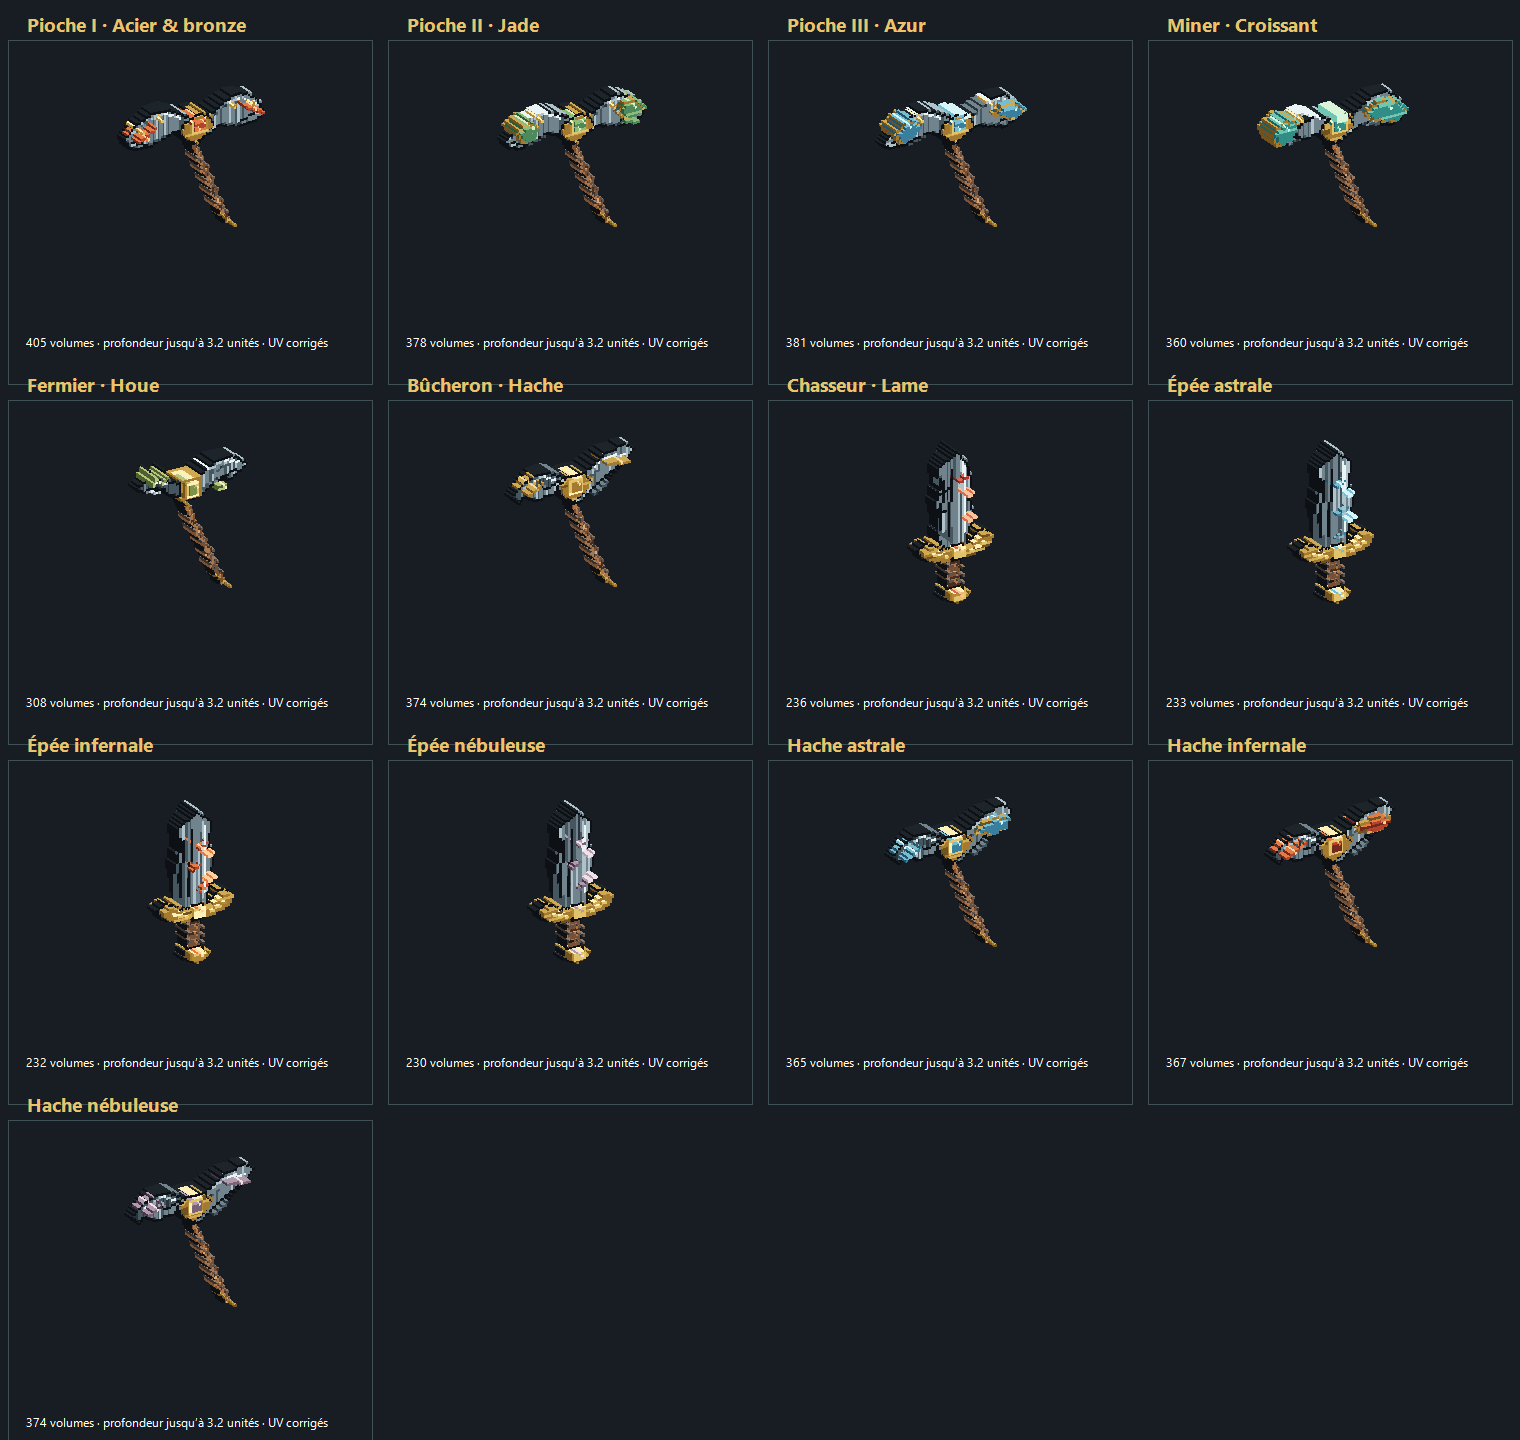 Pioche I · Acier & bronze
Pioche II · Jade
Pioche III · Azur
Miner · Croissant
405 volumes · profondeur jusqu'à 3.2 unités · UV corrigés
378 volumes · profondeur jusqu'à 3.2 unités · UV corrigés
381 volumes · profondeur jusqu'à 3.2 unités · UV corrigés
360 volumes · profondeur jusqu'à 3.2 unités · UV corrigés
Fermier · Houe
Bûcheron · Hache
Chasseur · Lame
Épée astrale
308 volumes · profondeur jusqu'à 3.2 unités · UV corrigés
374 volumes · profondeur jusqu'à 3.2 unités · UV corrigés
236 volumes · profondeur jusqu'à 3.2 unités · UV corrigés
233 volumes · profondeur jusqu'à 3.2 unités · UV corrigés
Épée infernale
Épée nébuleuse
Hache astrale
Hache infernale
232 volumes · profondeur jusqu'à 3.2 unités · UV corrigés
230 volumes · profondeur jusqu'à 3.2 unités · UV corrigés
365 volumes · profondeur jusqu'à 3.2 unités · UV corrigés
367 volumes · profondeur jusqu'à 3.2 unités · UV corrigés
Hache nébuleuse
374 volumes · profondeur jusqu'à 3.2 unités · UV corrigés